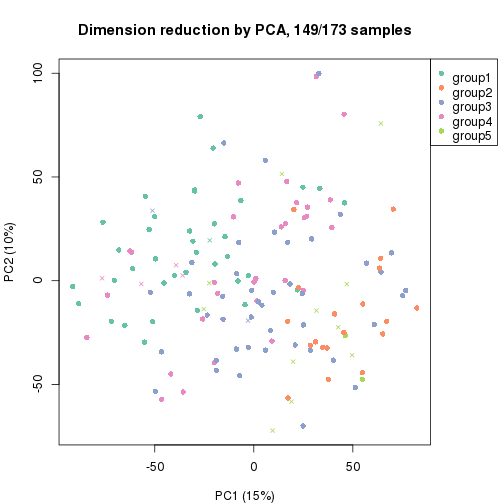 Dimension reduction by PCA, 149/173 samples
group1
group2
group3
group4
group5
100
50
0
-50
PC2 (10%)
-50 0 50
PC1 (15%)